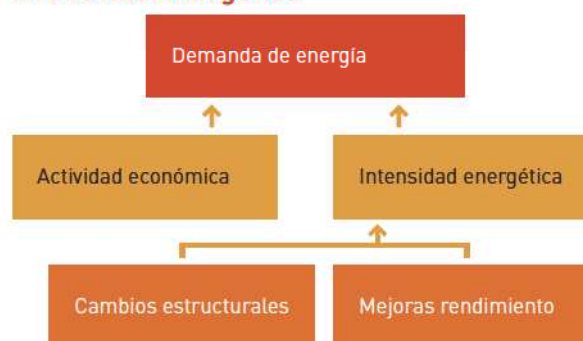 Demanda de energía
Actividad económica
Intensidad energética
Cambios estructurales
Mejoras rendimiento